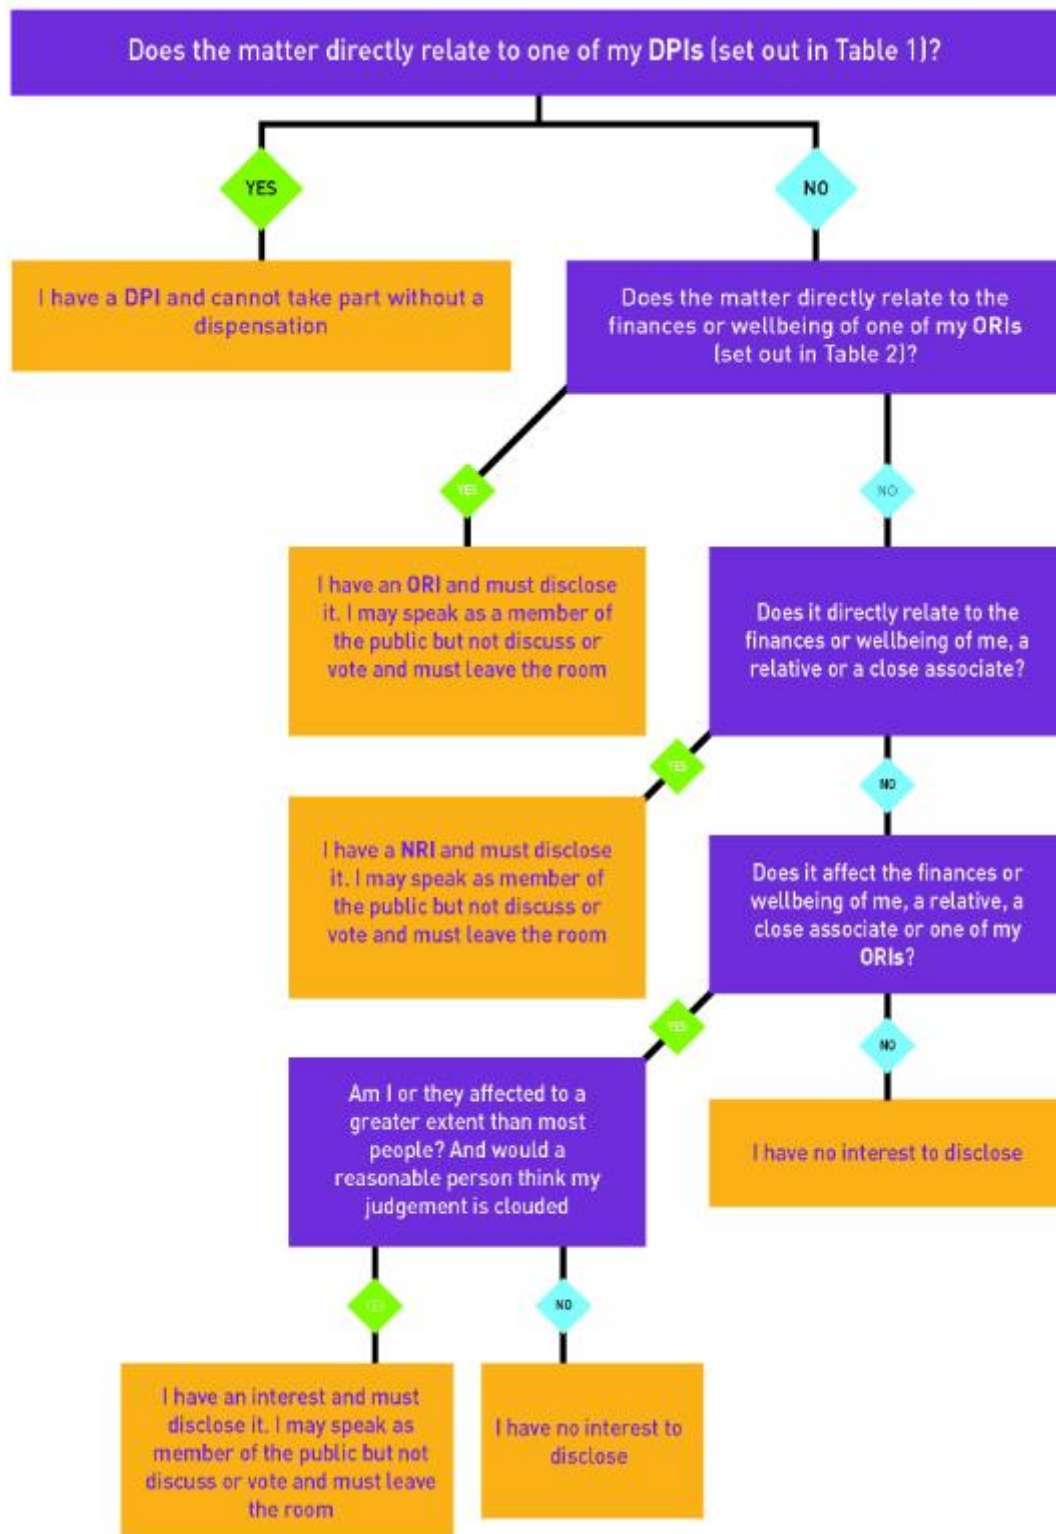 Does the matter directly relate to one of my DPIs (set out in Table 1)?
YES
NO
I have a DPI and cannot take part without a
dispensation
Does the matter directly relate to the
finances or wellbeing of one of my ORIs
(set out in Table 2)?
YES
NO
I have an ORI and must disclose
it. I may speak as a member of
the public but not discuss or
vote and must leave the room
Does it directly relate to the
finances or wellbeing of me, a
relative or a close associate?
YES
NO
I have a NRI and must disclose
it. I may speak as member of
the public but not discuss or
vote and must leave the room
Does it affect the finances or
wellbeing of me, a relative, a
close associate or one of my
ORIs?
YES
NO
Am I or they affected to a
greater extent than most
people? And would a
reasonable person think my
judgement is clouded
I have no interest to disclose
YES
NO
I have an interest and must
disclose it. I may speak as
member of the public but not
discuss or vote and must leave
the room
I have no interest to
disclose